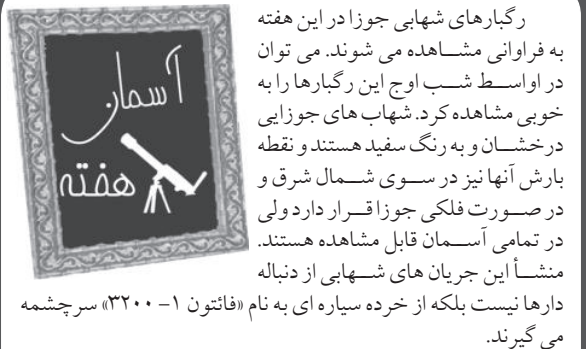 آسمان
هفته
رگبارهای شهابی جوزا در این هفته
به فراوانی مشاهده می شوند. می توان
در اواسط شب اوج این رگبارها را به
خوبی مشاهده کرد. شهاب های جوزایی
درخشان و به رنگ سفید هستند و نقطه
بارش آنها نیز در سوی شمال شرق و
در صورت فلکی جوزا قرار دارد ولی
در تمامی آسمان قابل مشاهده هستند.
منشأ این جریان های شهابی از دنباله
دارها نیست بلکه از خرده سیاره ای به نام «فائتون ۱- ۳۲۰۰» سرچشمه
می گیرند.